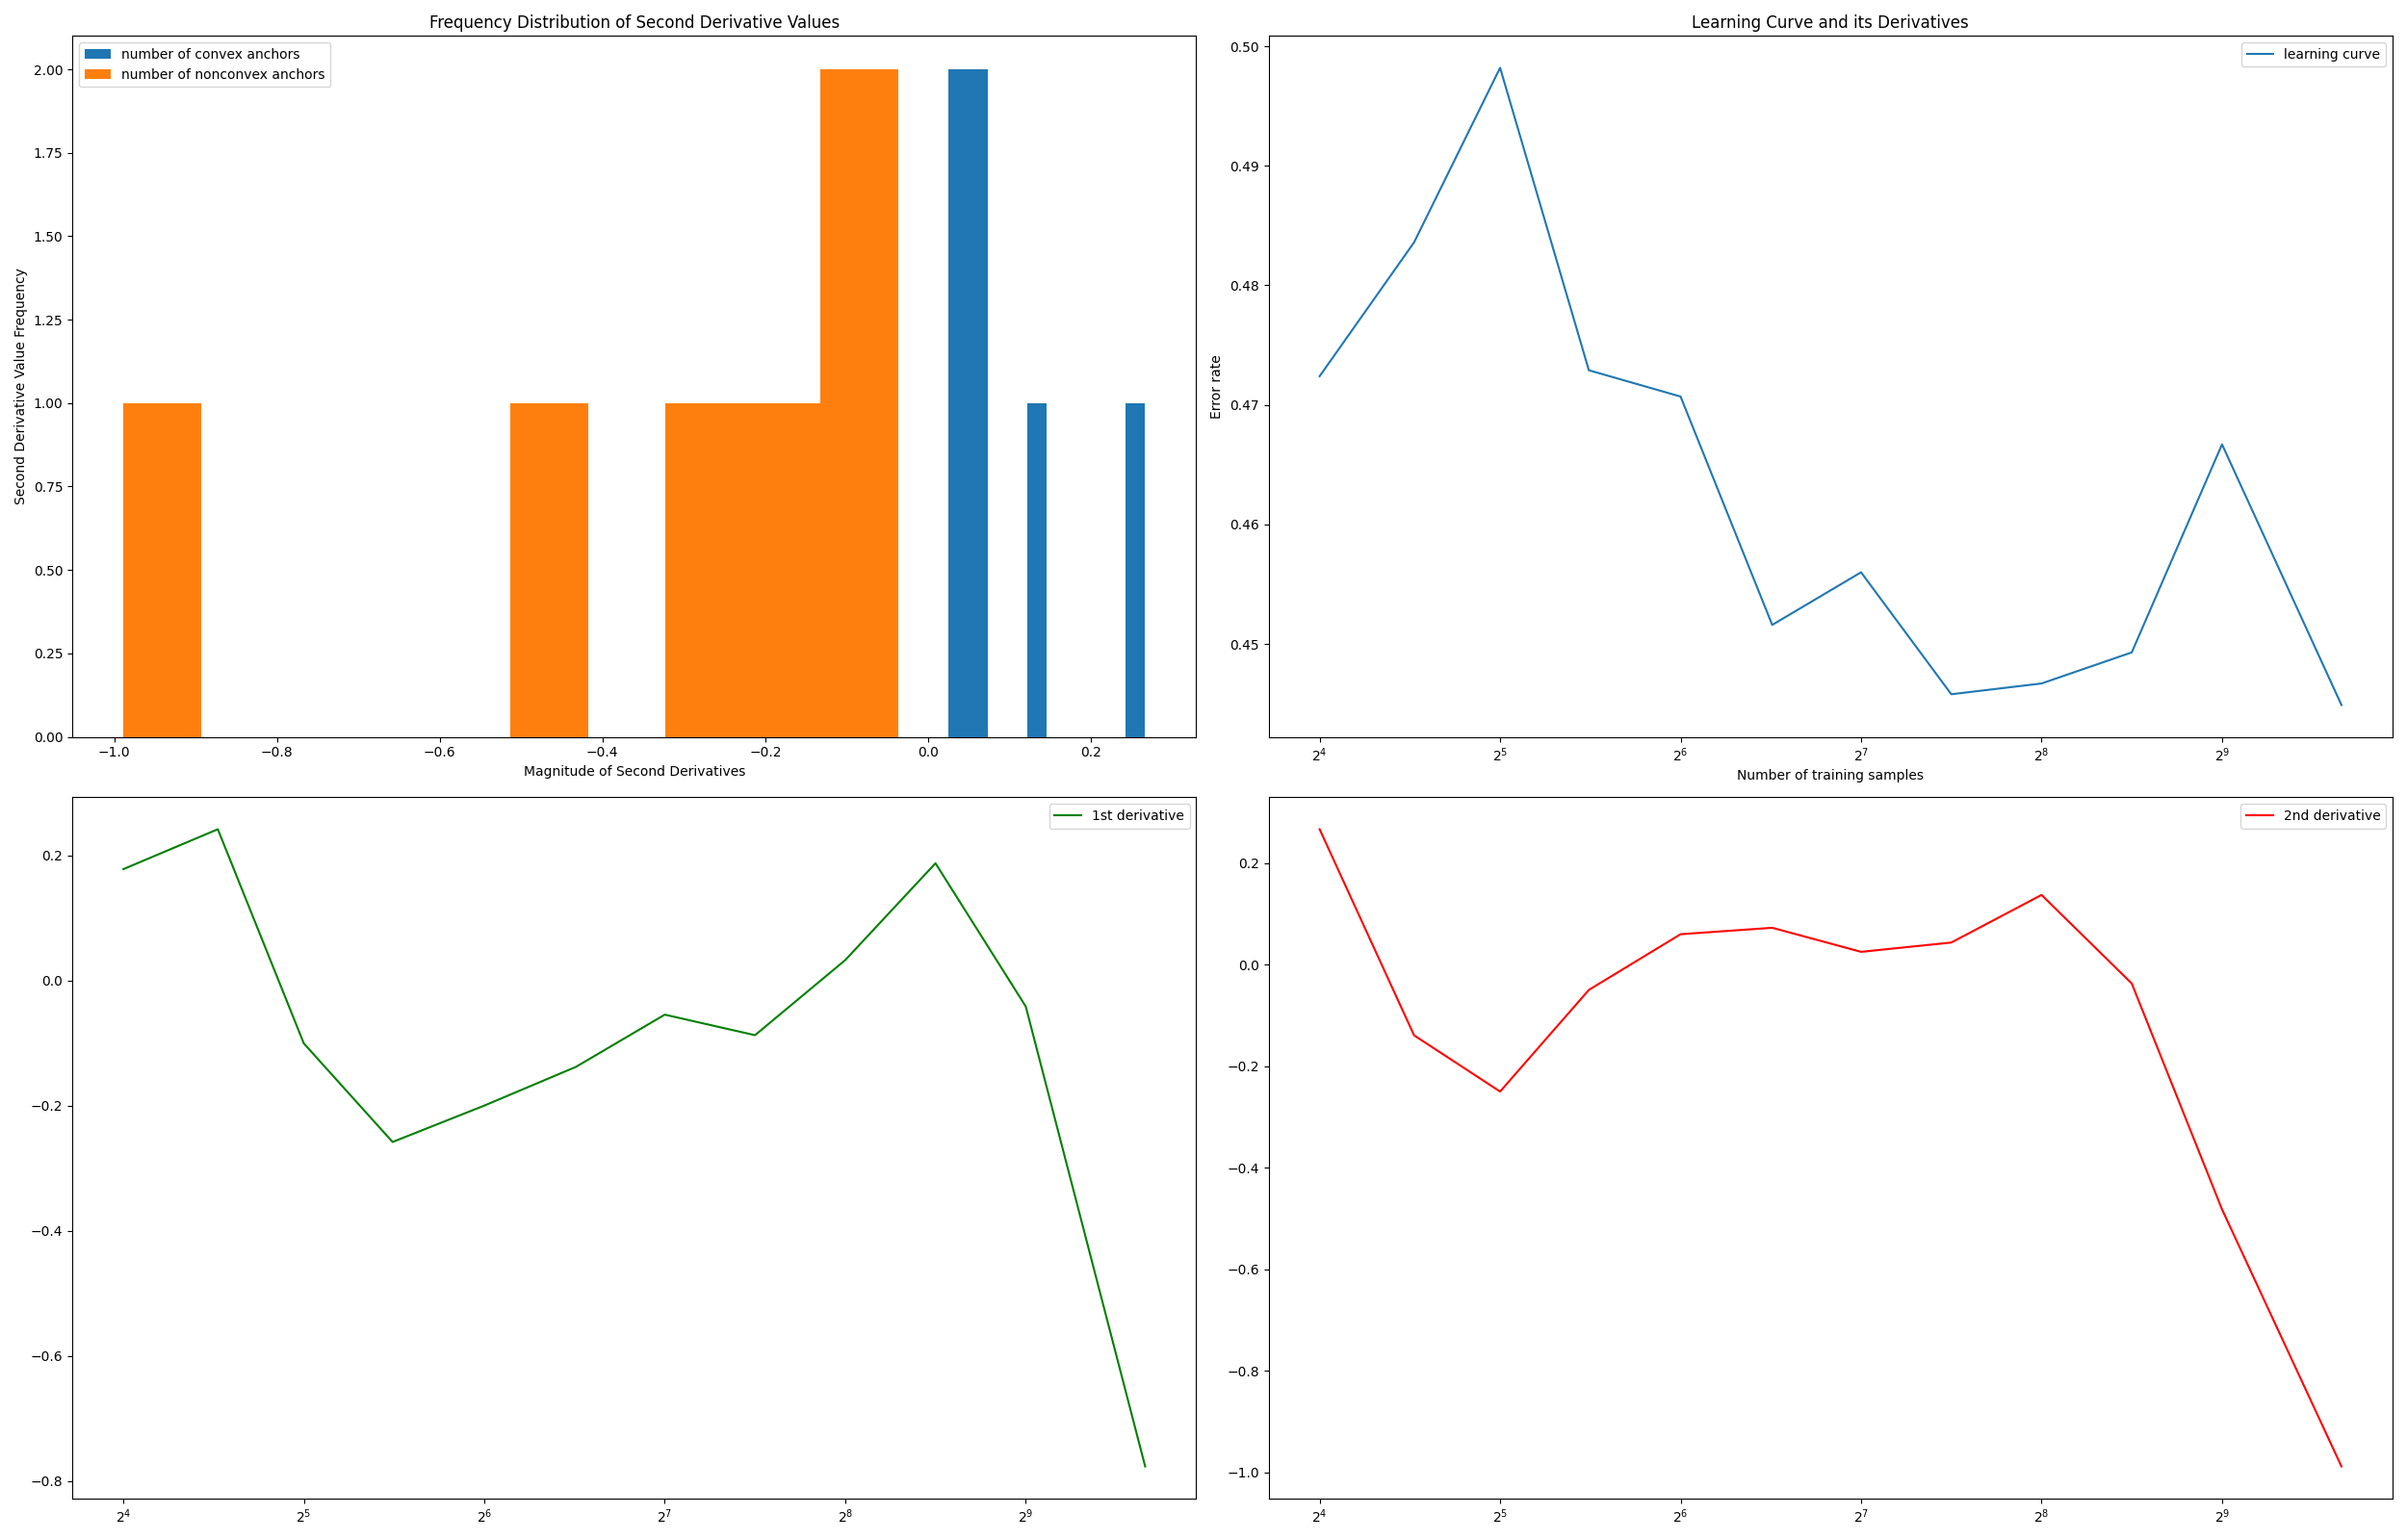 Frequency Distribution of Second Derivative Values
number of convex anchors
number of nonconvex anchors
Second Derivative Value Frequency
2.00
1.75
1.50
1.25
1.00
0.75
0.50
0.25
0.00
−1.0 −0.8 −0.6 −0.4 −0.2 0.0 0.2
Magnitude of Second Derivatives
Learning Curve and its Derivatives
learning curve
Error rate
0.50
0.49
0.48
0.47
0.46
0.45
2⁴ 2⁵ 2⁶ 2⁷ 2⁸ 2⁹
Number of training samples
1st derivative
0.2
0.0
−0.2
−0.4
−0.6
−0.8
2⁴ 2⁵ 2⁶ 2⁷ 2⁸ 2⁹
2nd derivative
0.2
0.0
−0.2
−0.4
−0.6
−0.8
−1.0
2⁴ 2⁵ 2⁶ 2⁷ 2⁸ 2⁹